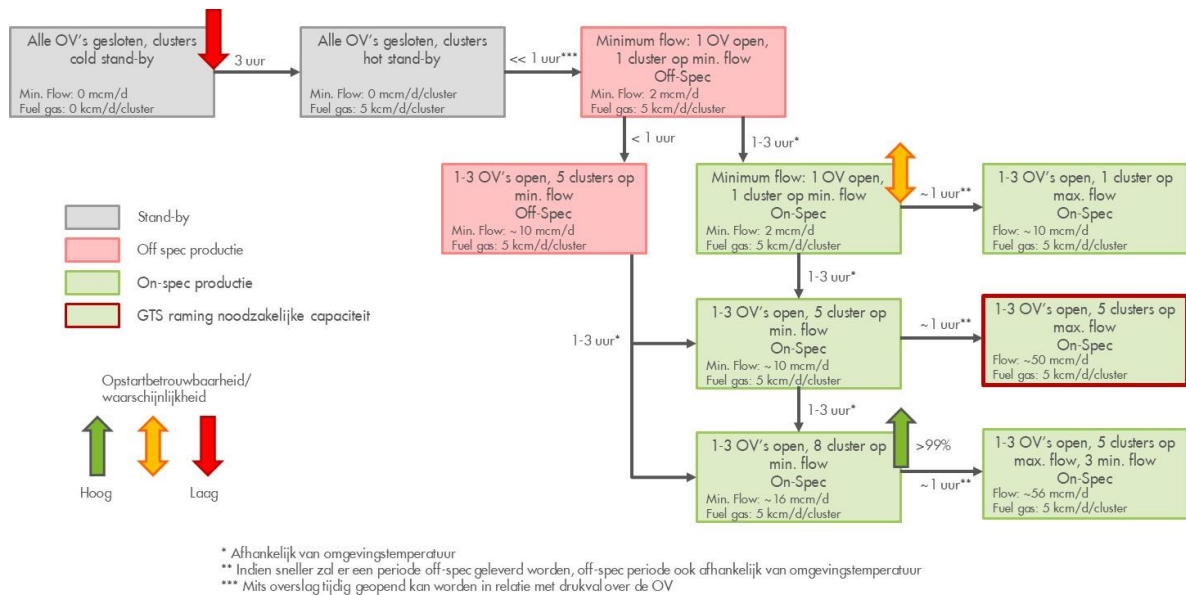 Alle OV's gesloten, clusters
cold stand-by
Min. Flow: 0 mcm/d
Fuel gas: 0 kcm/d/cluster
3 uur
Alle OV's gesloten, clusters
hot stand-by
Min. Flow: 0 mcm/d/cluster
Fuel gas: 5 kcm/d/cluster
<< 1 uur***
Minimum flow: 1 OV open,
1 cluster op min. flow
Off-Spec
Min. Flow: 2 mcm/d
Fuel gas: 5 kcm/d/cluster
< 1 uur
1-3 uur*
1-3 OV's open, 5 clusters op
min. flow
Off-Spec
Min. Flow: ~10 mcm/d
Fuel gas: 5 kcm/d/cluster
Minimum flow: 1 OV open,
1 cluster op min. flow
On-Spec
Min. Flow: 2 mcm/d
Fuel gas: 5 kcm/d/cluster
~1 uur**
1-3 OV's open, 1 cluster op
max. flow
On-Spec
Flow: ~10 mcm/d
Fuel gas: 5 kcm/d/cluster
Stand-by
Off spec productie
On-spec productie
GTS raming noodzakelijke capaciteit
1-3 uur*
1-3 uur*
1-3 OV's open, 5 cluster op
min. flow
On-Spec
Min. Flow: ~10 mcm/d
Fuel gas: 5 kcm/d/cluster
~1 uur**
1-3 OV's open, 5 clusters op
max. flow
On-Spec
Flow: ~50 mcm/d
Fuel gas: 5 kcm/d/cluster
Opstartbetrouwbaarheid/
waarschijnlijkheid
Hoog
Laag
1-3 uur*
1-3 OV's open, 8 cluster op
min. flow
On-Spec
Min. Flow: ~16 mcm/d
Fuel gas: 5 kcm/d/cluster
>99%
~1 uur**
1-3 OV's open, 5 clusters op
max. flow, 3 min. flow
On-Spec
Flow: ~56 mcm/d
Fuel gas: 5 kcm/d/cluster
* Afhankelijk van omgevingstemperatuur
** Indien sneller zal er een periode off-spec geleverd worden, off-spec periode ook afhankelijk van omgevingstemperatuur
*** Mits overslag tijdig geopend kan worden in relatie met drukval over de OV